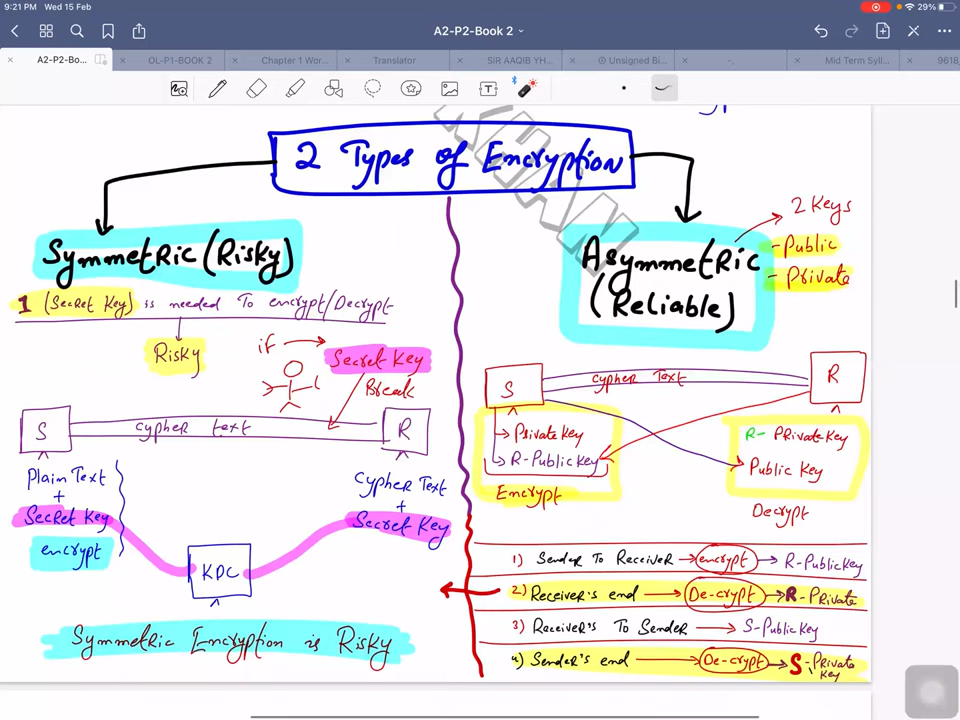 9:21 PM Wed 15 Feb
29%
A2-P2-Book 2
A2-P2-Bo...
OL-P1-BOOK 2
Chapter 1 Wor...
Translator
SIR AAQIB YH...
Unsigned Bi...
-.
Mid Term Syll...
9618
KHAN
2 Types of Encryption
Symmetric (Risky)
1 (Secret Key) is needed To encrypt/Decrypt
Risky
if
Secret Key
Break
S
cypher text
R
Plain Text
+
Secret Key
encrypt
Cypher Text
+
Secret Key
KDC
Symmetric Encryption is Risky
Asymmetric
(Reliable)
2 Keys
- Public
- Private
S
cypher Text
R
Private Key
R-Public Key
Encrypt
R- Private Key
Public Key
Decrypt
1) Sender To Receiver encrypt R-Public Key
2) Receiver's end De-crypt R-Private
3) Receiver's To Sender S-Public Key
4) Sender's end De-crypt S-Private Key